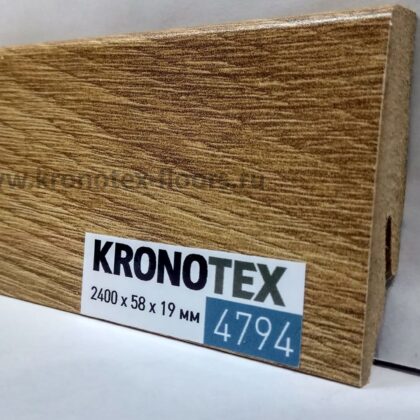 www.kronotex-floors.ru
KRONOTEX
2400 x 58 x 19 мм
4794